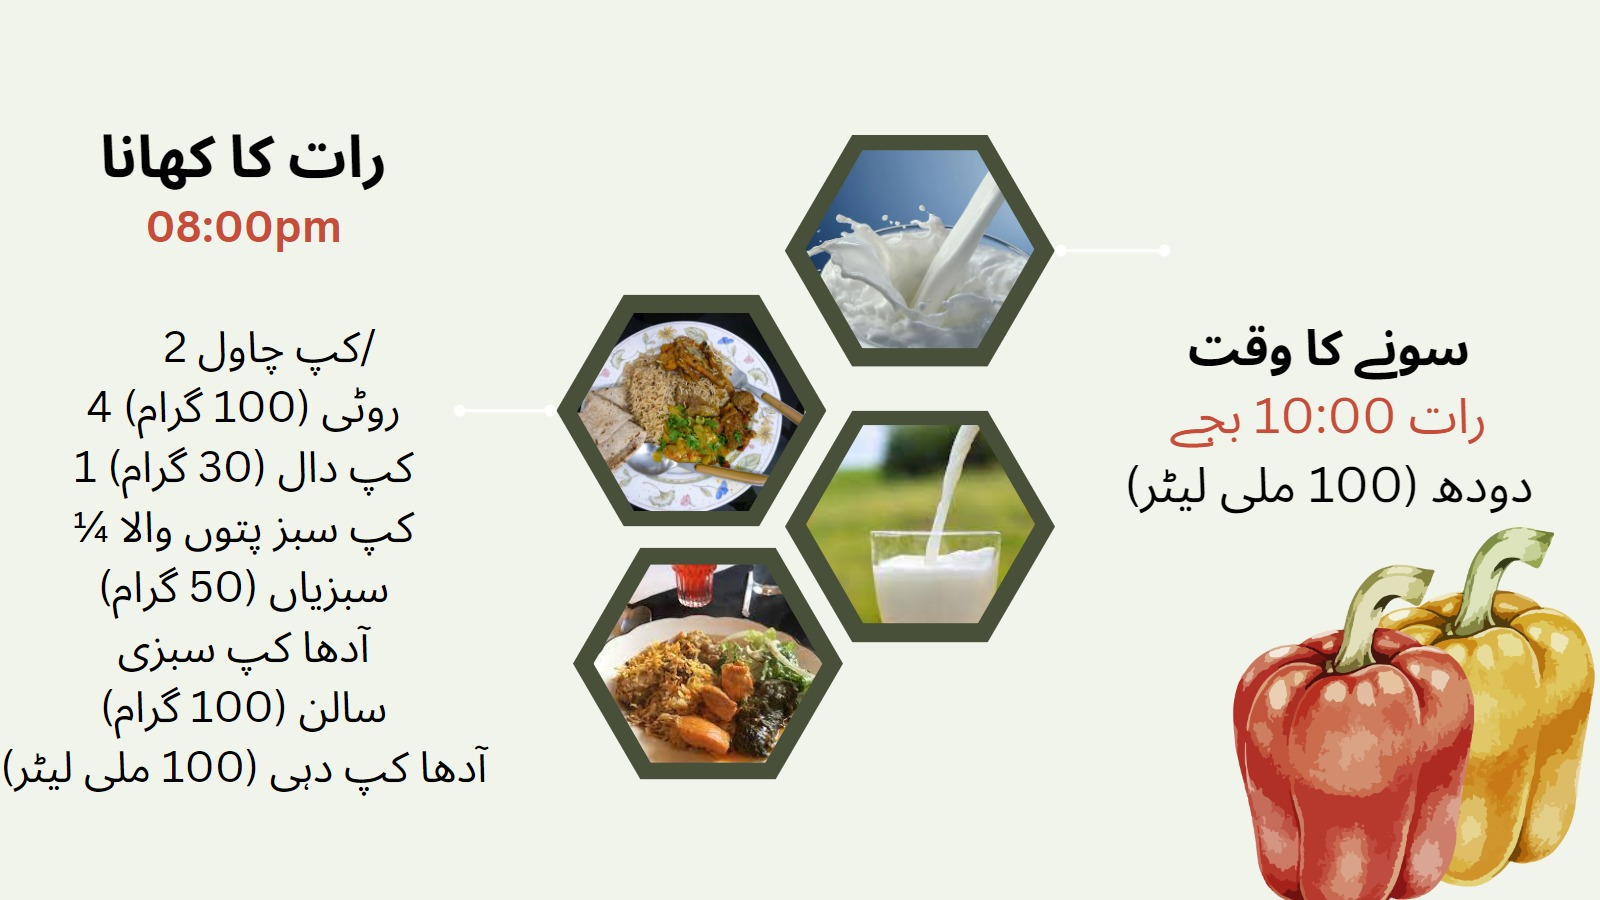 رات کا کھانا
08:00pm
2 کپ چاول/
4 روٹی (100 گرام)
1 کپ دال (30 گرام)
¼ کپ سبز پتوں والا
سبزیاں (50 گرام)
آدھا کپ سبزی
سالن (100 گرام)
آدھا کپ دہی (100 ملی لیٹر)
سونے کا وقت
رات 10:00 بجے
دودھ (100 ملی لیٹر)